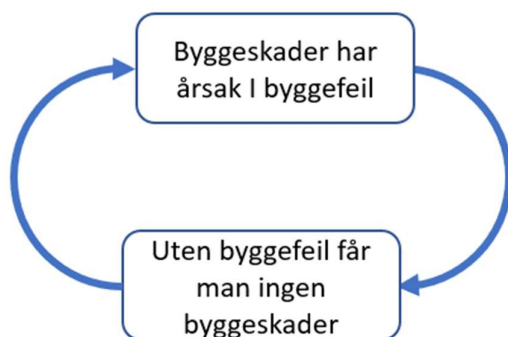 Byggeskader har
årsak I byggefeil
Uten byggefeil får
man ingen
byggeskader